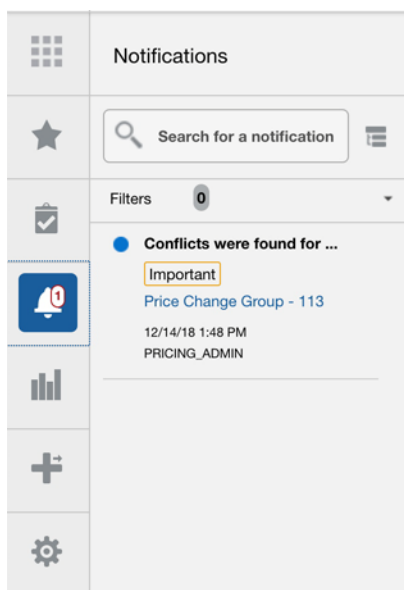 Notifications
Search for a notification
Filters 0
Conflicts were found for ...
Important
1
Price Change Group - 113
12/14/18 1:48 PM
PRICING_ADMIN